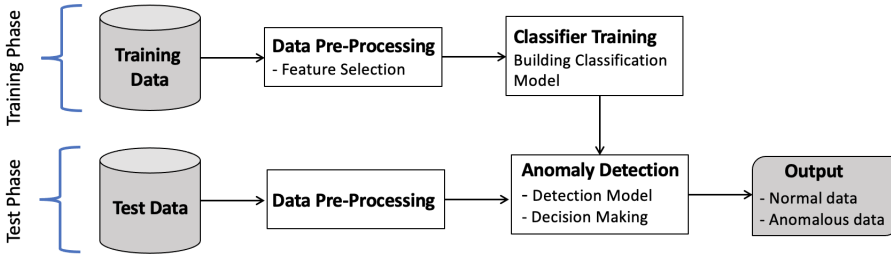 Training Phase
Training
Data
Data Pre-Processing
- Feature Selection
Classifier Training
Building Classification
Model
Test Phase
Test Data
Data Pre-Processing
Anomaly Detection
- Detection Model
- Decision Making
Output
- Normal data
- Anomalous data